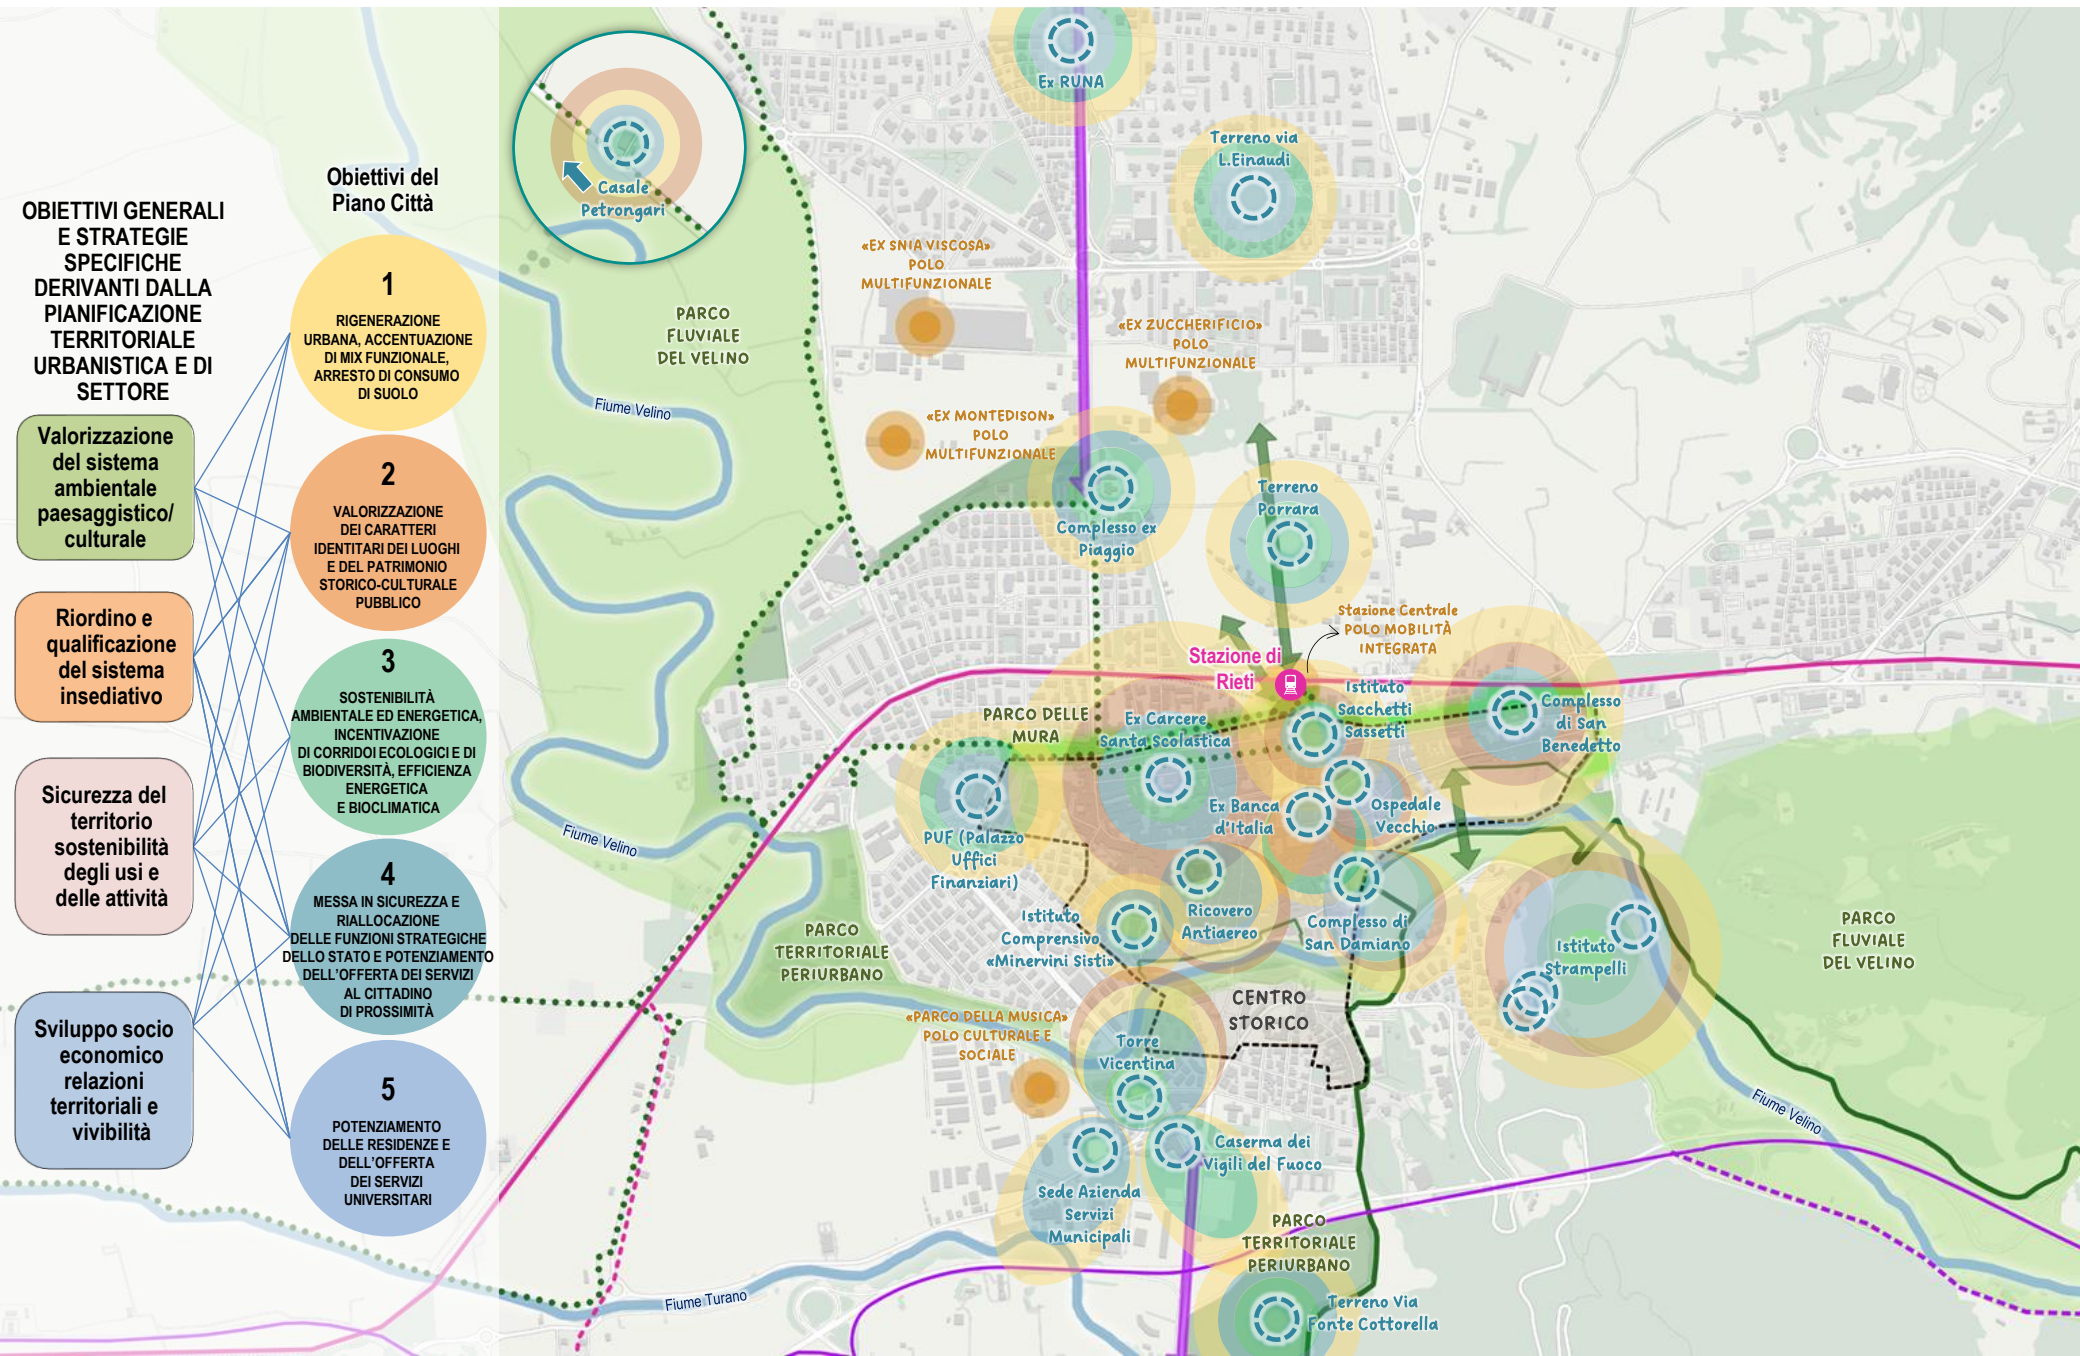 OBIETTIVI GENERALI
E STRATEGIE
SPECIFICHE
DERIVANTI DALLA
PIANIFICAZIONE
TERRITORIALE
URBANISTICA E DI
SETTORE
Valorizzazione
del sistema
ambientale
paesaggistico/
culturale
Riordino e
qualificazione
del sistema
insediativo
Sicurezza del
territorio
sostenibilità
degli usi e
delle attività
Sviluppo socio
economico
relazioni
territoriali e
vivibilità
Obiettivi del
Piano Città
1
RIGENERAZIONE
URBANA, ACCENTUAZIONE
DI MIX FUNZIONALE,
ARRESTO DI CONSUMO
DI SUOLO
2
VALORIZZAZIONE
DEI CARATTERI
IDENTITARI DEI LUOGHI
E DEL PATRIMONIO
STORICO-CULTURALE
PUBBLICO
3
SOSTENIBILITÀ
AMBIENTALE ED ENERGETICA,
INCENTIVAZIONE
DI CORRIDOI ECOLOGICI E DI
BIODIVERSITÀ, EFFICIENZA
ENERGETICA
E BIOCLIMATICA
4
MESSA IN SICUREZZA E
RIALLOCAZIONE
DELLE FUNZIONI STRATEGICHE
DELLO STATO E POTENZIAMENTO
DELL'OFFERTA DEI SERVIZI
AL CITTADINO
DI PROSSIMITÀ
5
POTENZIAMENTO
DELLE RESIDENZE E
DELL'OFFERTA
DEI SERVIZI
UNIVERSITARI
Casale
Petrongari
Ex RUNA
Terreno via
L.Einaudi
«EX SNIA VISCOSA»
POLO
MULTIFUNZIONALE
PARCO
FLUVIALE
DEL VELINO
«EX ZUCCHERIFICIO»
POLO
MULTIFUNZIONALE
Fiume Velino
«EX MONTEDISON»
POLO
MULTIFUNZIONALE
Complesso ex
Piaggio
Terreno
Porrara
Stazione Centrale
POLO MOBILITÀ
INTEGRATA
Stazione di
Rieti
Istituto
Sacchetti
Sassetti
Complesso
di San
Benedetto
PARCO DELLE
MURA
Ex Carcere
Santa Scolastica
Ex Banca
d'Italia
Ospedale
Vecchio
PUF (Palazzo
Uffici
Finanziari)
Fiume Velino
Istituto
Comprensivo
«Minervini Sisti»
Ricovero
Antiaereo
Complesso di
San Damiano
Istituto
Strampelli
PARCO
FLUVIALE
DEL VELINO
PARCO
TERRITORIALE
PERIURBANO
CENTRO
STORICO
«PARCO DELLA MUSICA»
POLO CULTURALE E
SOCIALE
Torre
Vicentina
Fiume Velino
Caserma dei
Vigili del Fuoco
Sede Azienda
Servizi
Municipali
PARCO
TERRITORIALE
PERIURBANO
Fiume Turano
Terreno Via
Fonte Cottorella